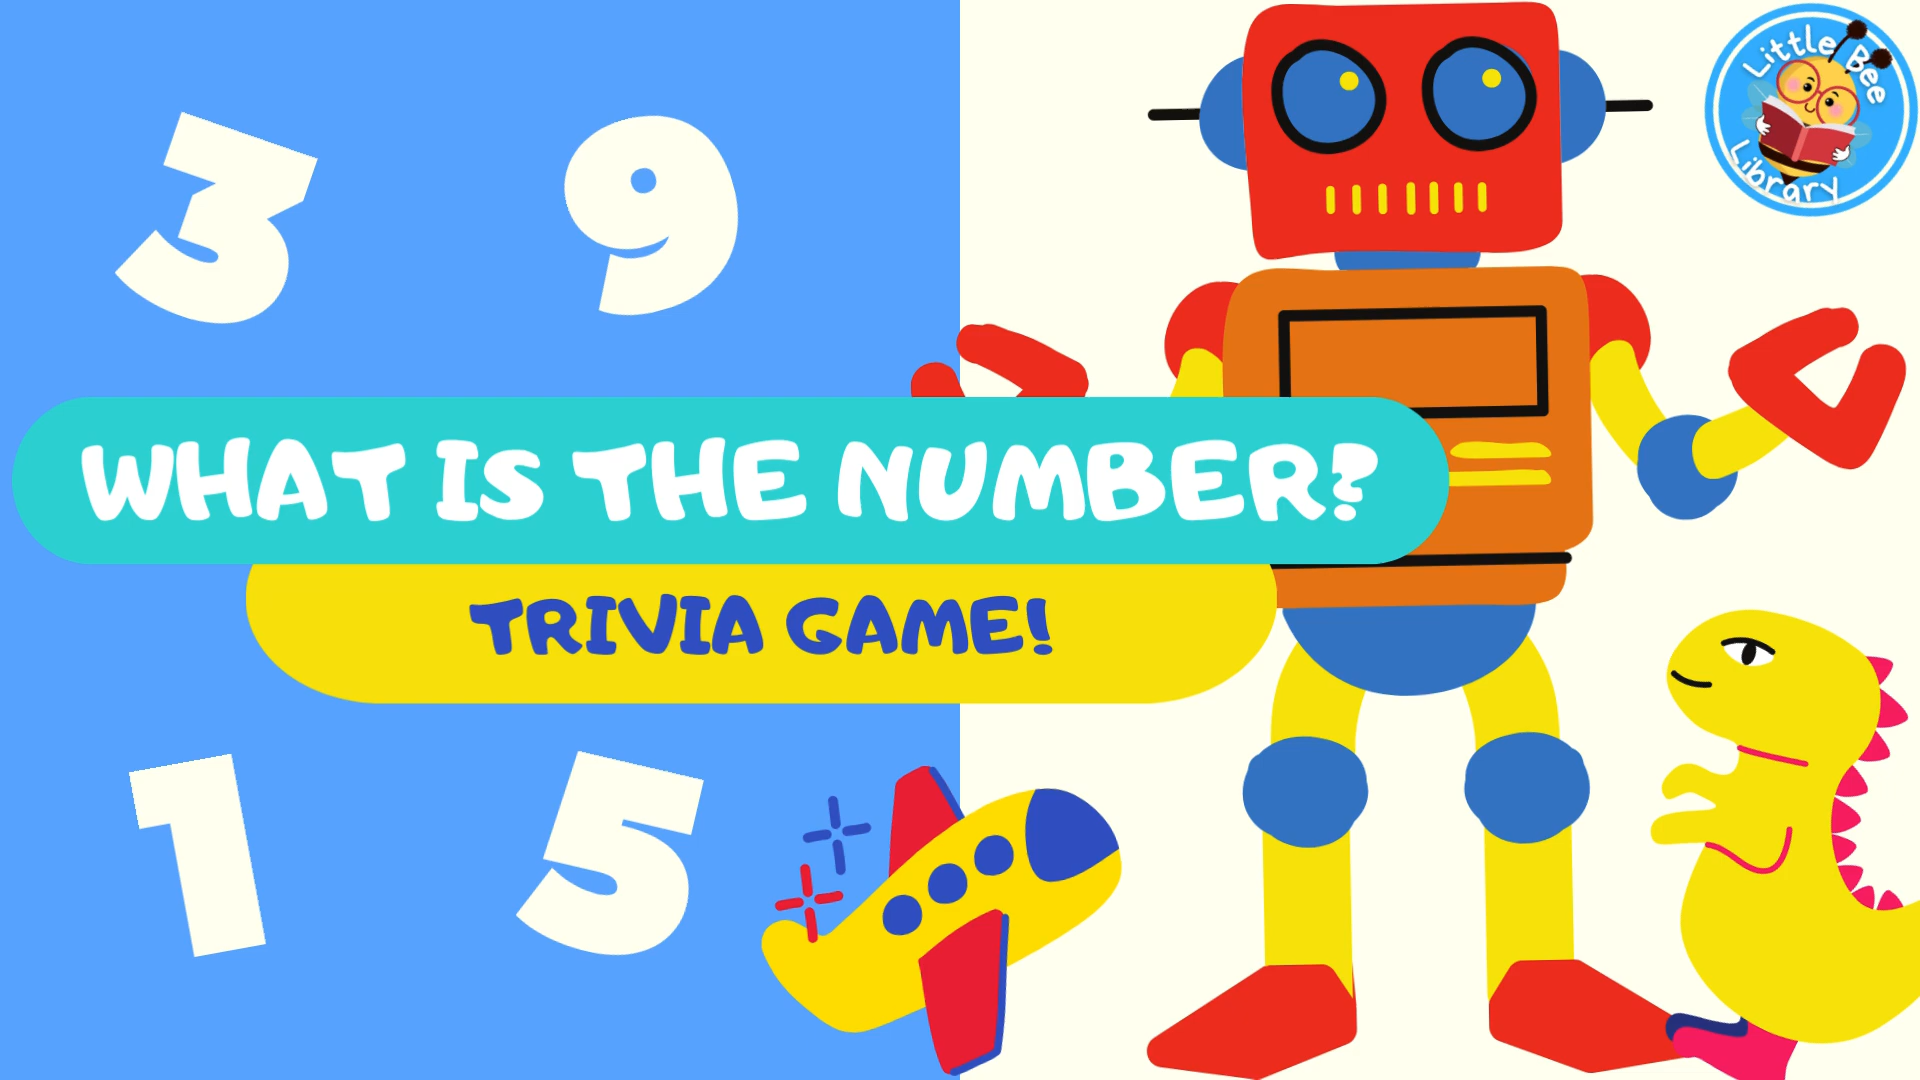 3 9
Little Bee
Library
WHAT IS THE NUMBER?
TRIVIA GAME!
1 5